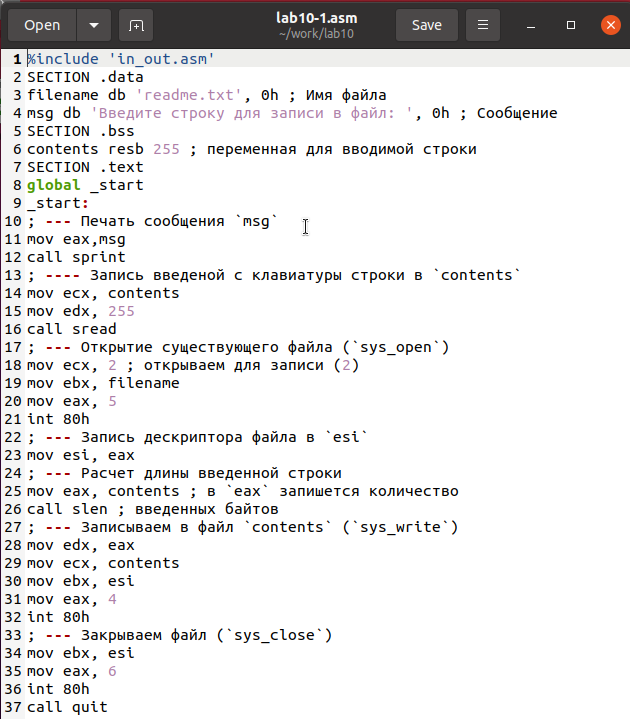 Open
lab10-1.asm
~/work/lab10
Save
1 %include 'in_out.asm'
2 SECTION .data
3 filename db 'readme.txt', 0h ; Имя файла
4 msg db 'Введите строку для записи в файл: ', 0h ; Сообщение
5 SECTION .bss
6 contents resb 255 ; переменная для вводимой строки
7 SECTION .text
8 global _start
9 _start:
10 ; --- Печать сообщения `msg`
11 mov eax,msg
12 call sprint
13 ; ---- Запись введеной с клавиатуры строки в `contents`
14 mov ecx, contents
15 mov edx, 255
16 call sread
17 ; --- Открытие существующего файла (`sys_open`)
18 mov ecx, 2 ; открываем для записи (2)
19 mov ebx, filename
20 mov eax, 5
21 int 80h
22 ; --- Запись дескриптора файла в `esi`
23 mov esi, eax
24 ; --- Расчет длины введенной строки
25 mov eax, contents ; в `eax` запишется количество
26 call slen ; введенных байтов
27 ; --- Записываем в файл `contents` (`sys_write`)
28 mov edx, eax
29 mov ecx, contents
30 mov ebx, esi
31 mov eax, 4
32 int 80h
33 ; --- Закрываем файл (`sys_close`)
34 mov ebx, esi
35 mov eax, 6
36 int 80h
37 call quit